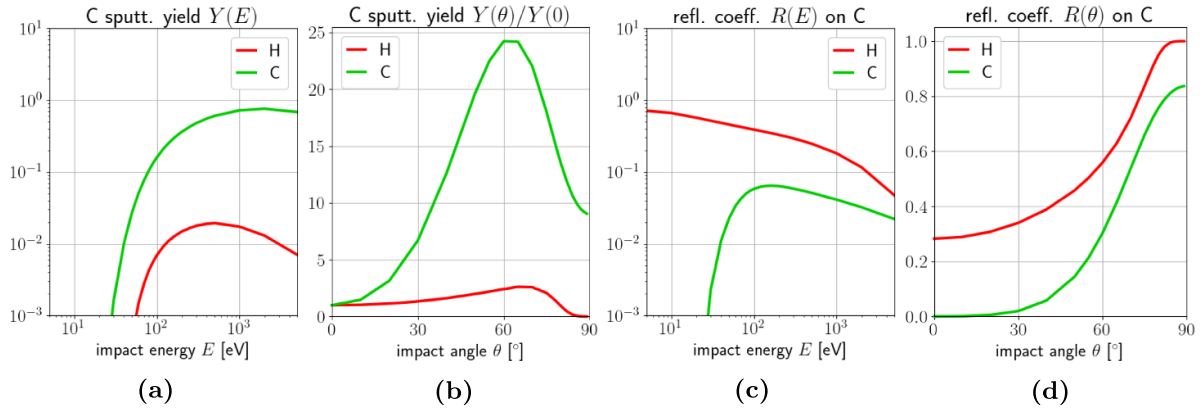 C sputt. yield Y(E)
10¹
10⁰
10⁻¹
10⁻²
10⁻³
H
C
10¹ 10² 10³
impact energy E [eV]
(a)
C sputt. yield Y(θ)/Y(0)
25
20
15
10
5
0
H
C
0 30 60 90
impact angle θ [°]
(b)
refl. coeff. R(E) on C
10¹
10⁰
10⁻¹
10⁻²
10⁻³
H
C
10¹ 10² 10³
impact energy E [eV]
(c)
refl. coeff. R(θ) on C
1.0
0.8
0.6
0.4
0.2
0.0
H
C
0 30 60 90
impact angle θ [°]
(d)